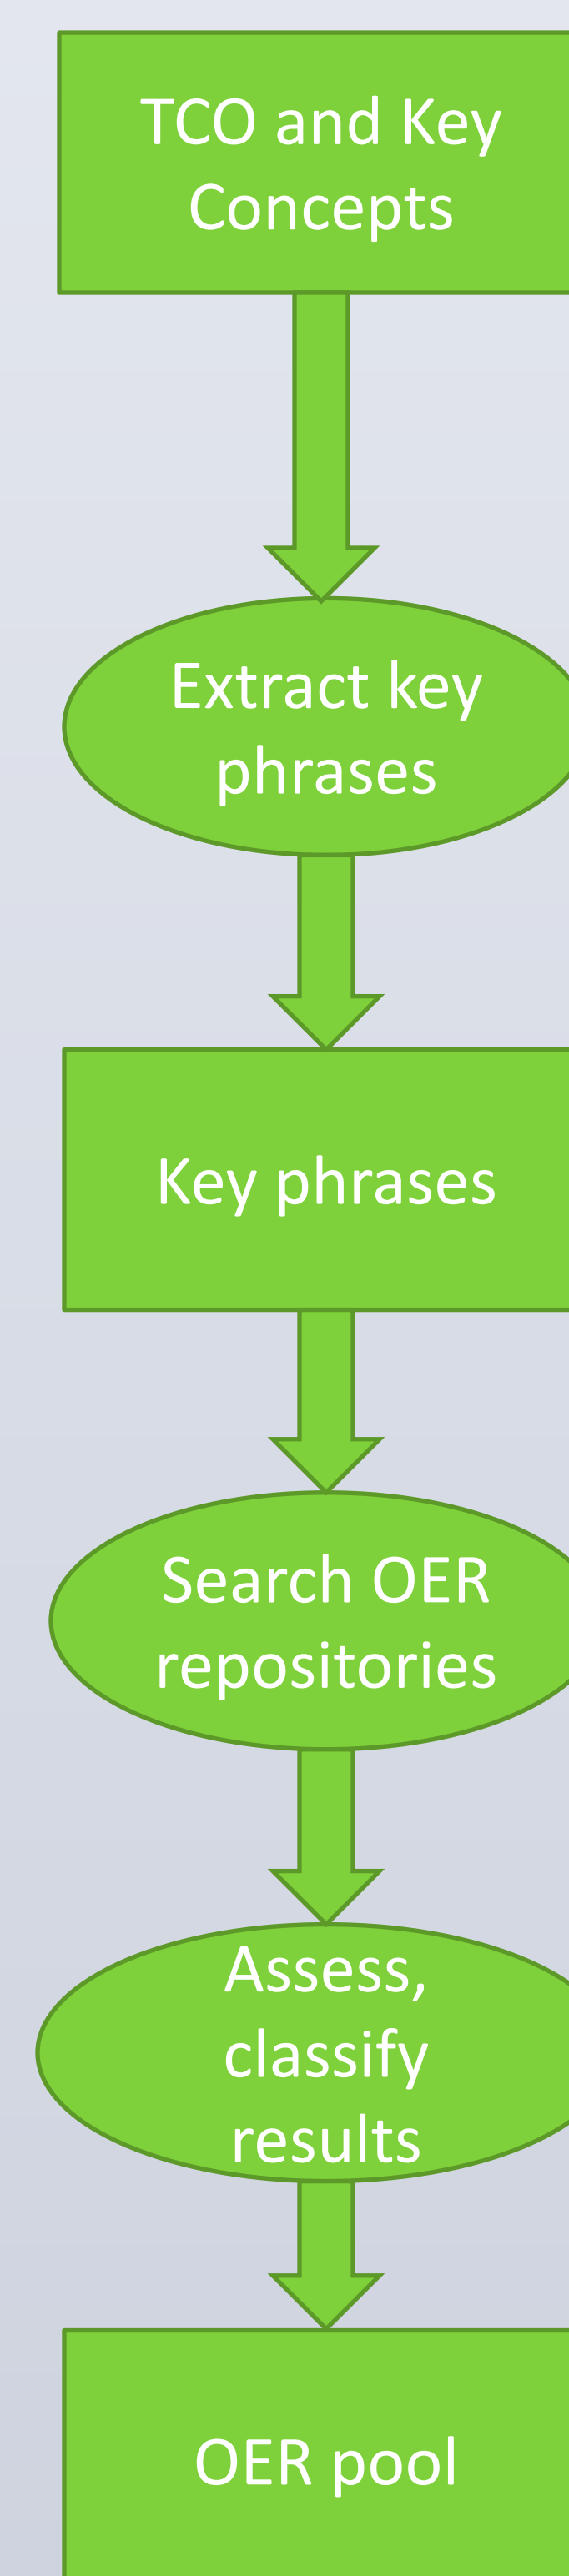 TCO and Key
Concepts
Extract key
phrases
Key phrases
Search OER
repositories
Assess,
classify
results
OER pool